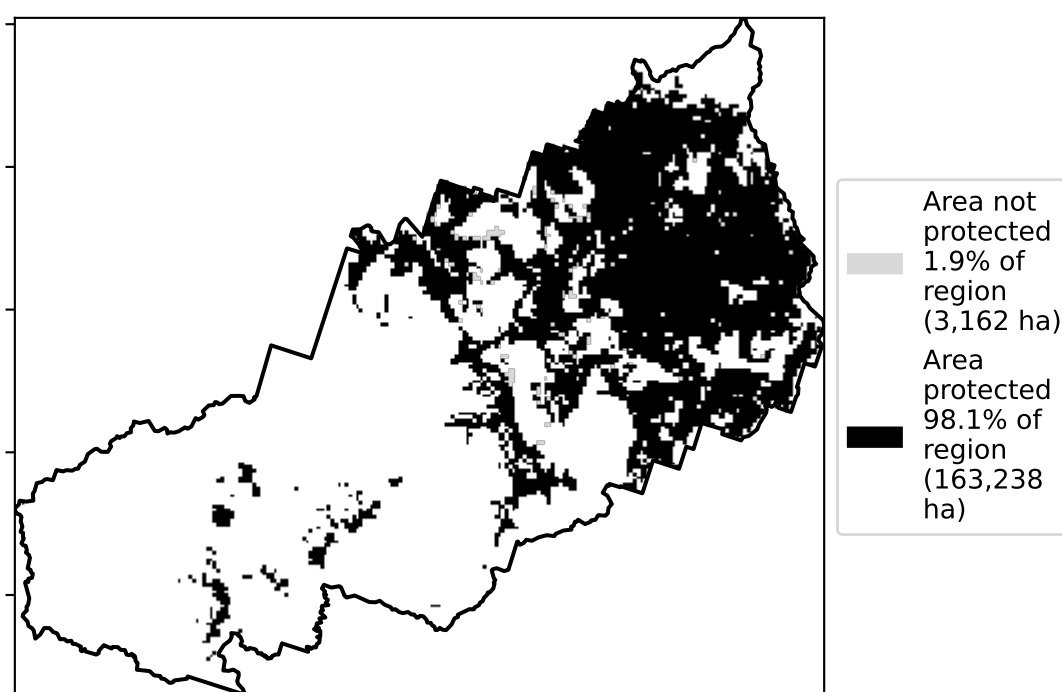 Area not
protected
1.9% of
region
(3,162 ha)
Area
protected
98.1% of
region
(163,238
ha)